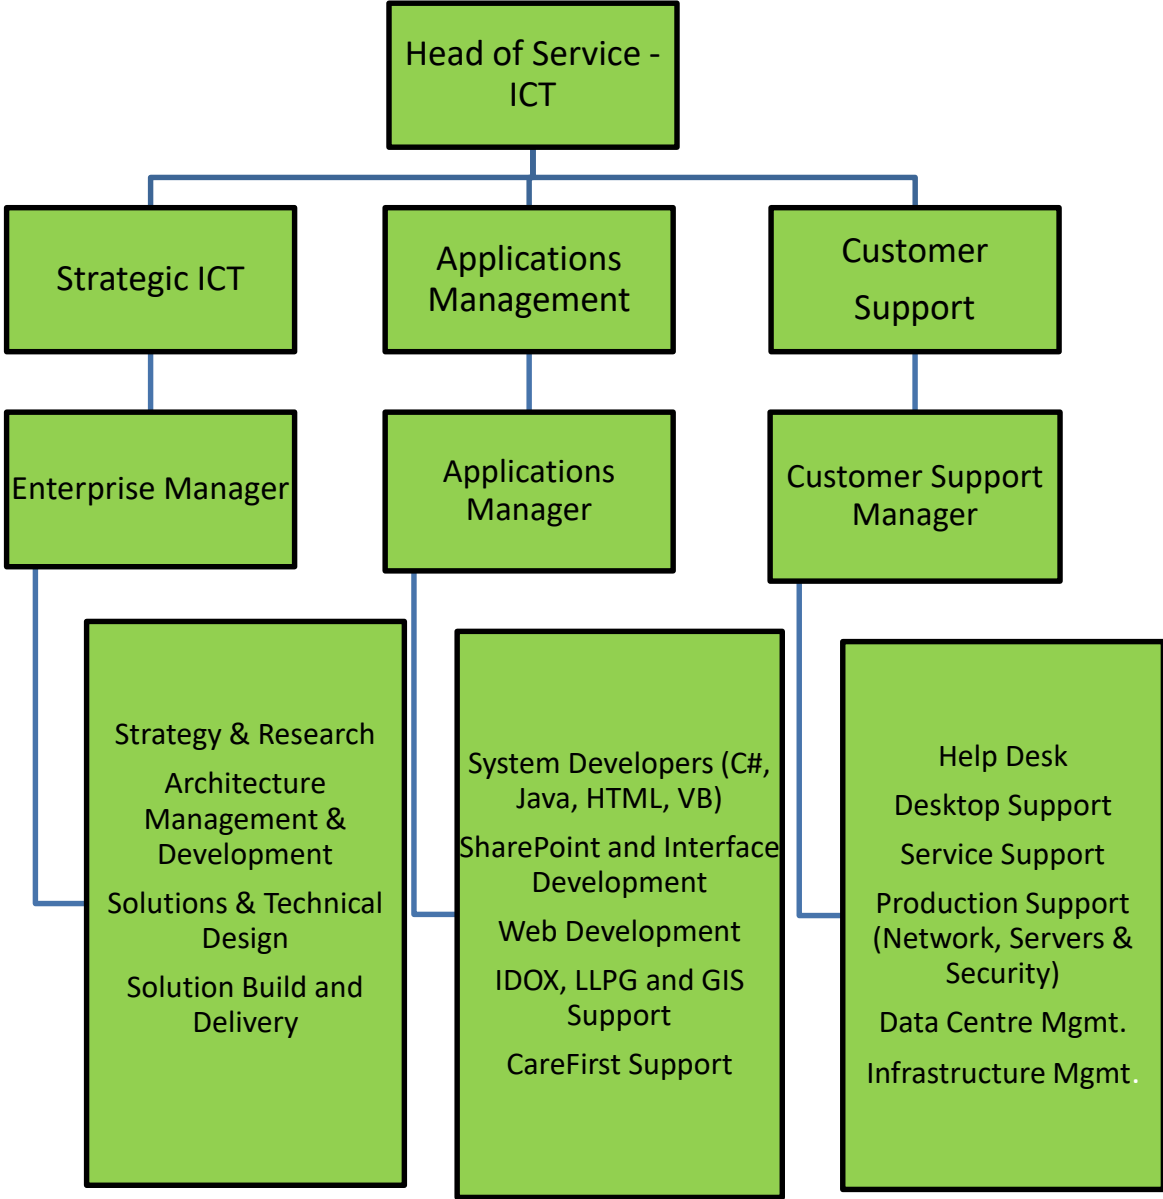 Head of Service -
ICT
Strategic ICT
Applications
Management
Customer
Support
Enterprise Manager
Applications
Manager
Customer Support
Manager
Strategy & Research
Architecture
Management &
Development
Solutions & Technical
Design
Solution Build and
Delivery
System Developers (C#,
Java, HTML, VB)
SharePoint and Interface
Development
Web Development
IDOX, LLPG and GIS
Support
CareFirst Support
Help Desk
Desktop Support
Service Support
Production Support
(Network, Servers &
Security)
Data Centre Mgmt.
Infrastructure Mgmt.